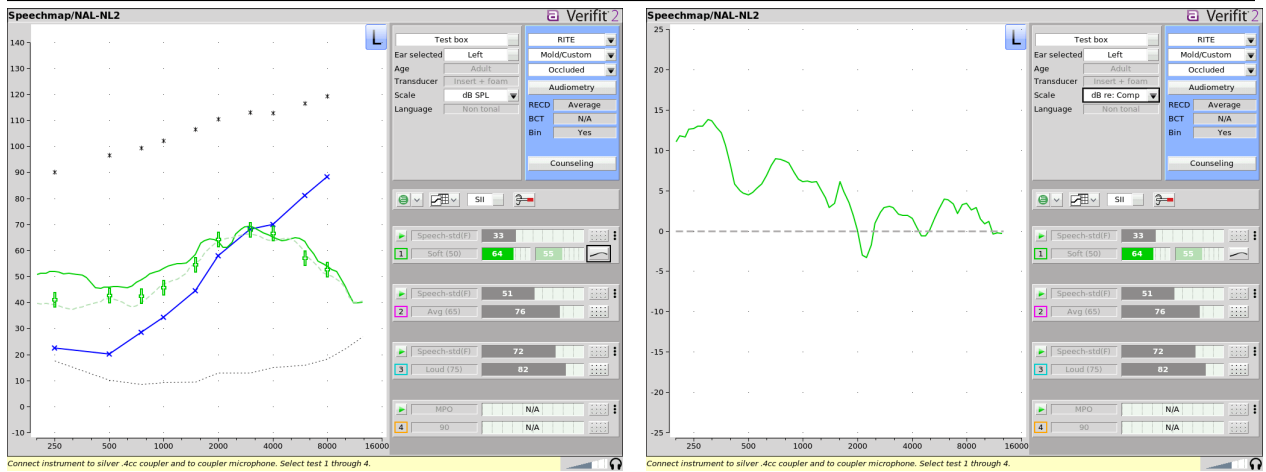 Speechmap/NAL-NL2
a Verifit 2
L
140
130
120
110
100
90
80
70
60
50
40
30
20
10
0
-10
250 500 1000 2000 4000 8000 16000
Test box
Ear selected Left
Age Adult
Transducer Insert + foam
Scale dB SPL
Language Non tonal
RITE
Mold/Custom
Occluded
Audiometry
RECD Average
BCT N/A
Bin Yes
Counseling
SII
Speech-std(F) 33
1 Soft (50) 64 55
Speech-std(F) 51
2 Avg (65) 76
Speech-std(F) 72
3 Loud (75) 82
MPO N/A
4 90 N/A
Connect instrument to silver .4cc coupler and to coupler microphone. Select test 1 through 4.
Speechmap/NAL-NL2
a Verifit 2
L
25
20
15
10
5
0
-5
-10
-15
-20
-25
250 500 1000 2000 4000 8000 16000
Test box
Ear selected Left
Age Adult
Transducer Insert + foam
Scale dB re: Comp
Language Non tonal
RITE
Mold/Custom
Occluded
Audiometry
RECD Average
BCT N/A
Bin Yes
Counseling
SII
Speech-std(F) 33
1 Soft (50) 64 55
Speech-std(F) 51
2 Avg (65) 76
Speech-std(F) 72
3 Loud (75) 82
MPO N/A
4 90 N/A
Connect instrument to silver .4cc coupler and to coupler microphone. Select test 1 through 4.